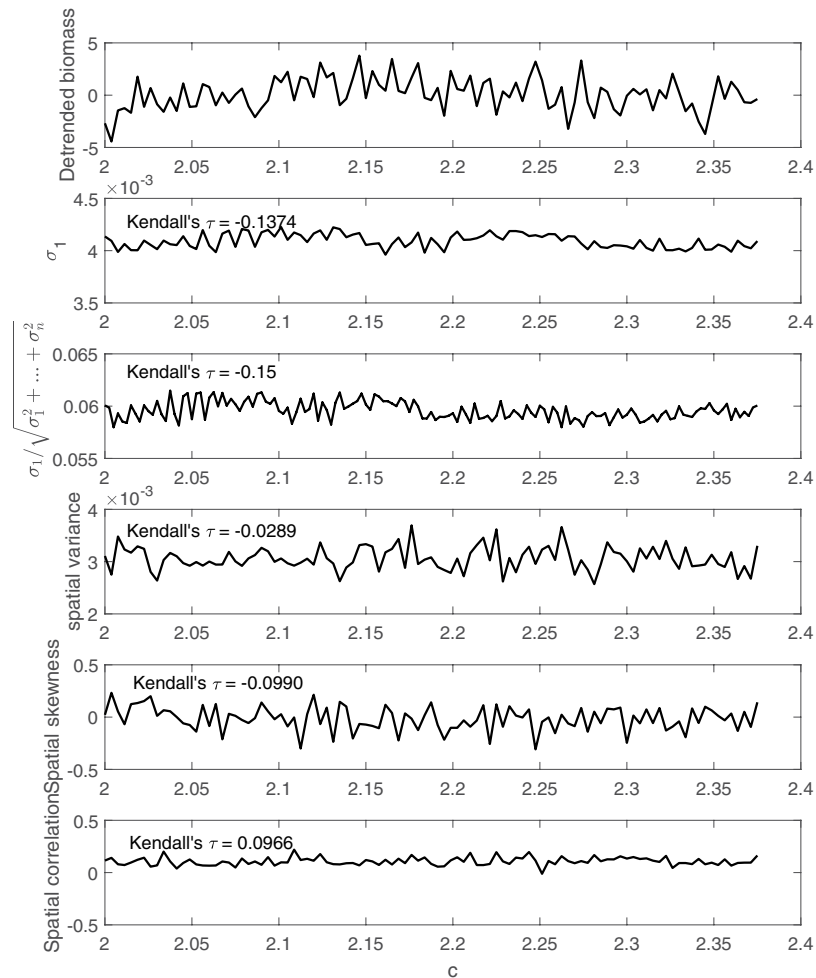 Detrended biomass
5
0
-5
2 2.05 2.1 2.15 2.2 2.25 2.3 2.35 2.4
×10-3
4.5
Kendall's τ = -0.1374
σ1
4
3.5
2 2.05 2.1 2.15 2.2 2.25 2.3 2.35 2.4
σ1/√σ1² + ... + σn²
0.065
Kendall's τ = -0.15
0.06
0.055
2 2.05 2.1 2.15 2.2 2.25 2.3 2.35 2.4
×10-3
spatial variance
4
Kendall's τ = -0.0289
3
2
2 2.05 2.1 2.15 2.2 2.25 2.3 2.35 2.4
Spatial skewness
0.5
Kendall's τ = -0.0990
0
-0.5
2 2.05 2.1 2.15 2.2 2.25 2.3 2.35 2.4
Spatial correlation
0.5
Kendall's τ = 0.0966
0
-0.5
2 2.05 2.1 2.15 2.2 2.25 2.3 2.35 2.4
c